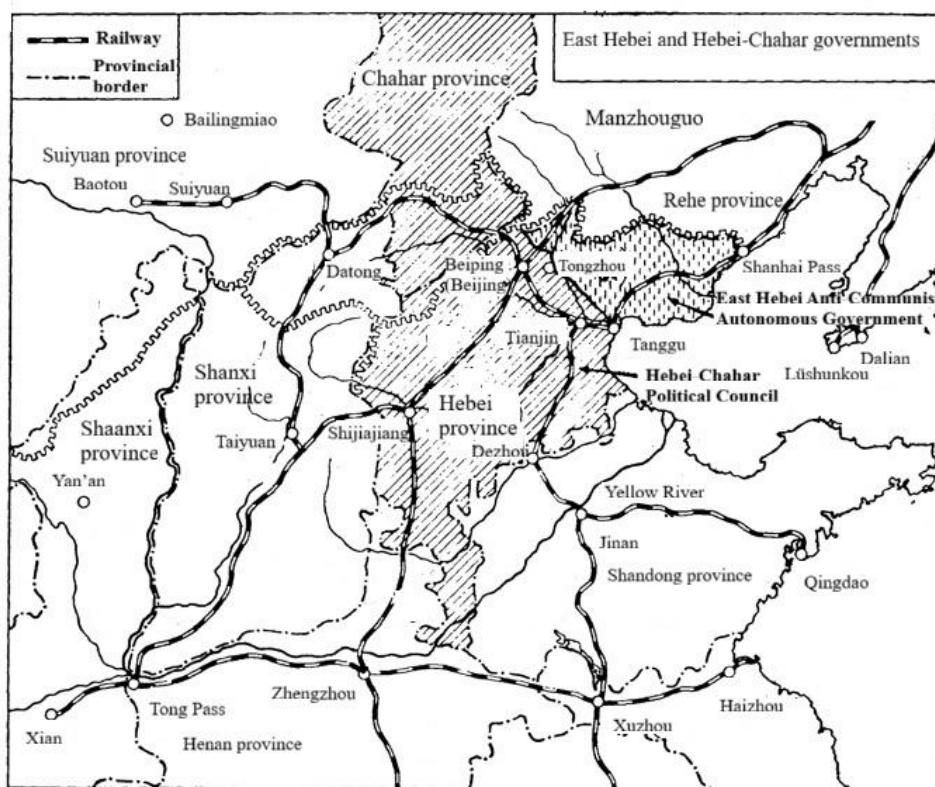 Railway
Provincial
border
East Hebei and Hebei-Chahar governments
Chahar province
Bailingmiao
Manzhouguo
Suiyuan province
Baotou
Suiyuan
Rehe province
Datong
Beiping
(Beijing)
Tongzhou
Shanhai Pass
East Hebei Anti Communis
Autonomous Government
Tianjin
Tanggu
Dalian
Lüshunkou
Shanxi
province
Hebei-Chahar
Political Council
Hebei
province
Shaanxi
province
Taiyuan
Shijiajiang
Dezhou
Yan'an
Yellow River
Jinan
Shandong province
Qingdao
Zhengzhou
Tong Pass
Haizhou
Xuzhou
Xian
Henan province